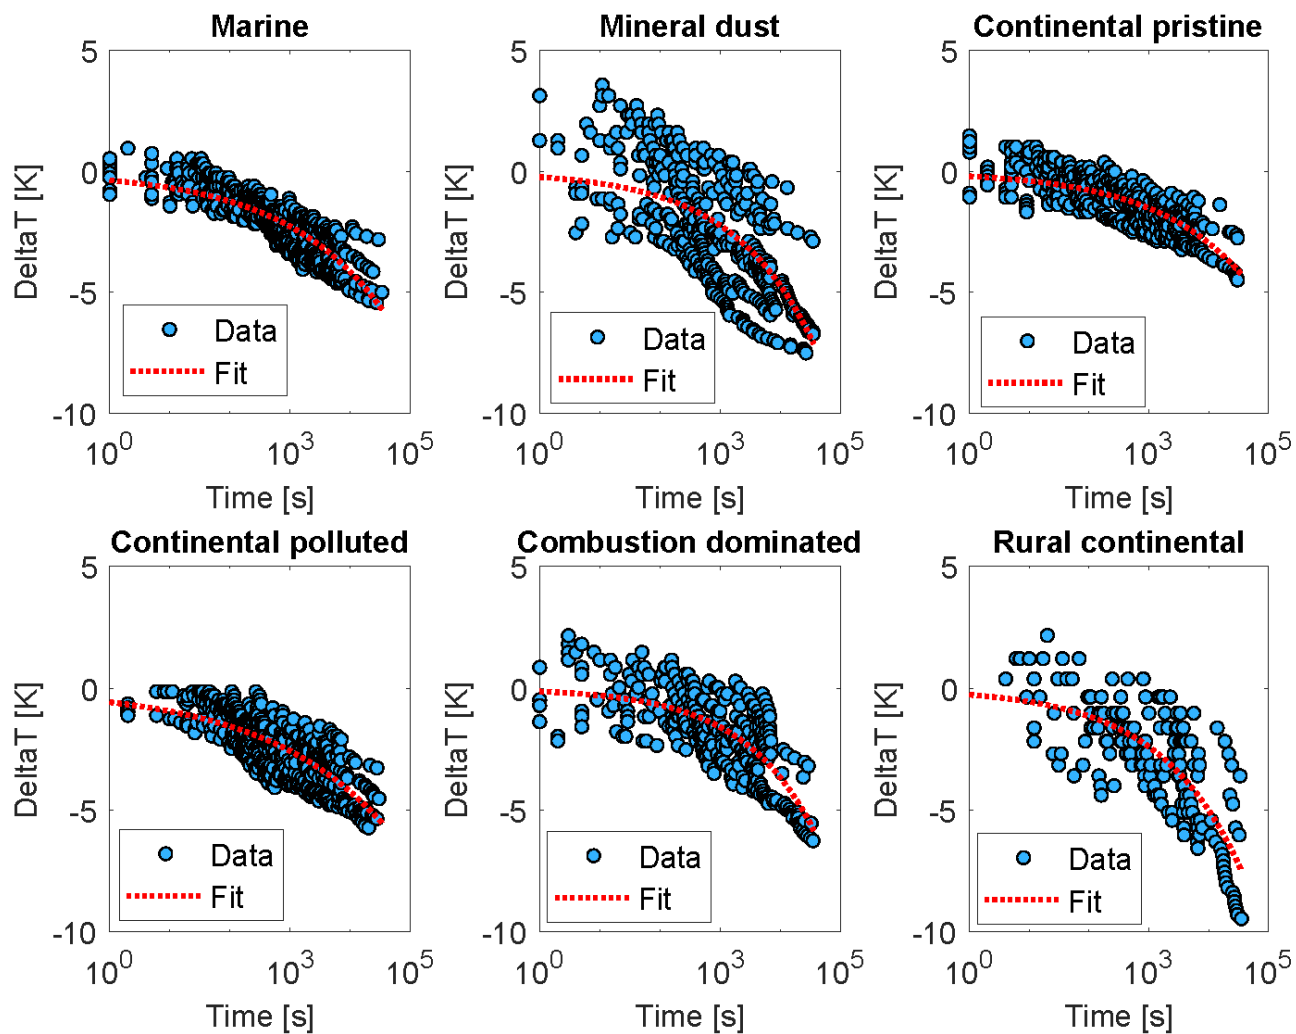 Marine
5
0
-5
-10
DeltaT [K]
Data
Fit
10^0
10^3
10^5
Time [s]
Mineral dust
5
0
-5
-10
DeltaT [K]
Data
Fit
10^0
10^3
10^5
Time [s]
Continental pristine
5
0
-5
-10
DeltaT [K]
Data
Fit
10^0
10^3
10^5
Time [s]
Continental polluted
5
0
-5
-10
DeltaT [K]
Data
Fit
10^0
10^3
10^5
Time [s]
Combustion dominated
5
0
-5
-10
DeltaT [K]
Data
Fit
10^0
10^3
10^5
Time [s]
Rural continental
5
0
-5
-10
DeltaT [K]
Data
Fit
10^0
10^3
10^5
Time [s]